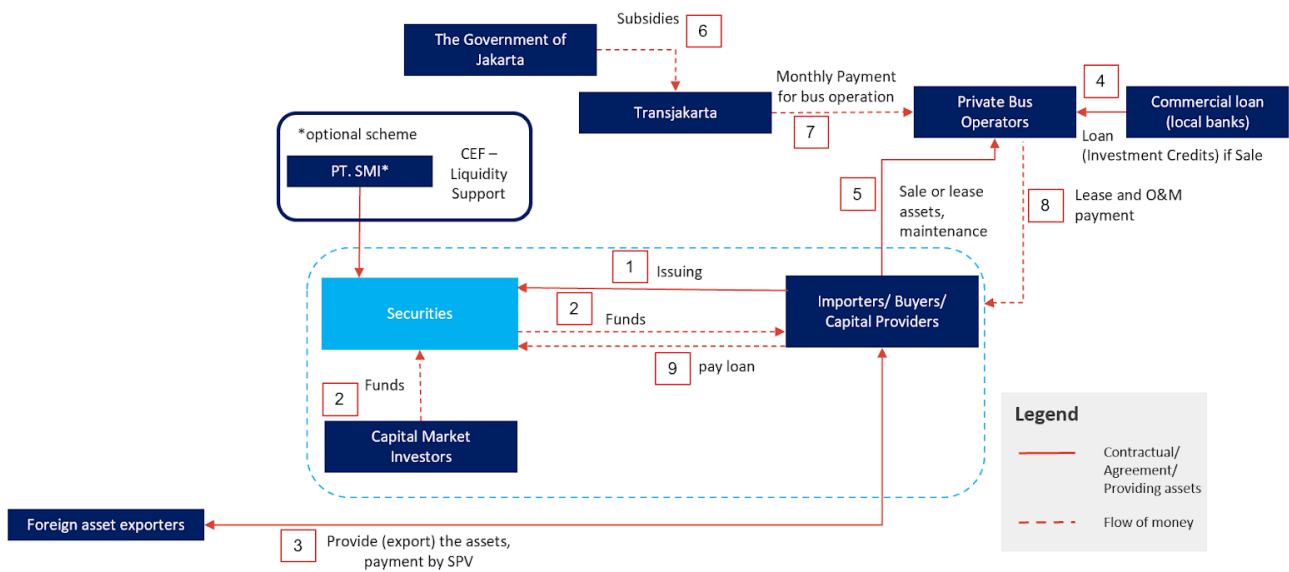 Subsidies
6
The Government of
Jakarta
Monthly Payment
for bus operation
4
Transjakarta
7
Private Bus
Operators
Commercial loan
(local banks)
*optional scheme
PT. SMI*
CEF –
Liquidity
Support
Loan
(Investment Credits) if Sale
5
Sale or lease
assets,
maintenance
8
Lease and O&M
payment
1
Issuing
Securities
2
Funds
Importers/ Buyers/
Capital Providers
9
pay loan
2
Funds
Capital Market
Investors
Legend
Contractual/
Agreement/
Providing assets
Flow of money
Foreign asset exporters
3
Provide (export) the assets,
payment by SPV